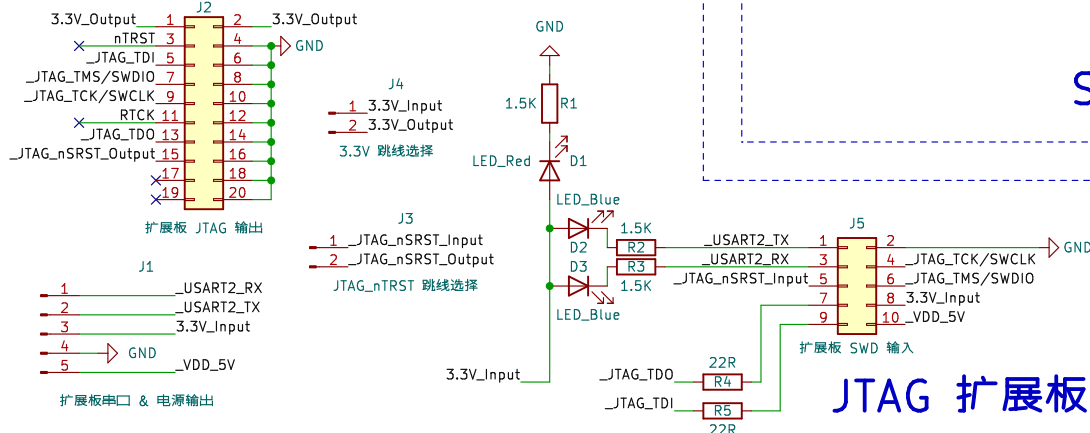 J2
3.3V_Output 1 2 3.3V_Output
nTRST 3 4 GND
_JTAG_TDI 5 6
_JTAG_TMS/SWDIO 7 8
_JTAG_TCK/SWCLK 9 10
RTCK 11 12
_JTAG_TDO 13 14
_JTAG_nSRST_Output 15 16
17 18
19 20
扩展板 JTAG 输出
J4
1 3.3V_Input
2 3.3V_Output
3.3V 跳线选择
J3
1 _JTAG_nSRST_Input
2 _JTAG_nSRST_Output
JTAG_nTRST 跳线选择
J1
1 _USART2_RX
2 _USART2_TX
3 3.3V_Input
4 GND
5 _VDD_5V
扩展板串口 & 电源输出
GND
1.5K R1
LED_Red D1
LED_Blue
D2
1.5K
R2
D3
R3
1.5K
LED_Blue
3.3V_Input
J5
_USART2_TX 1 2 GND
_USART2_RX 3 4 _JTAG_TCK/SWCLK
_JTAG_nSRST_Input 5 6 _JTAG_TMS/SWDIO
7 8 3.3V_Input
9 10 _VDD_5V
扩展板 SWD 输入
22R
_JTAG_TDO R4
_JTAG_TDI R5
22R
JTAG 扩展板
S